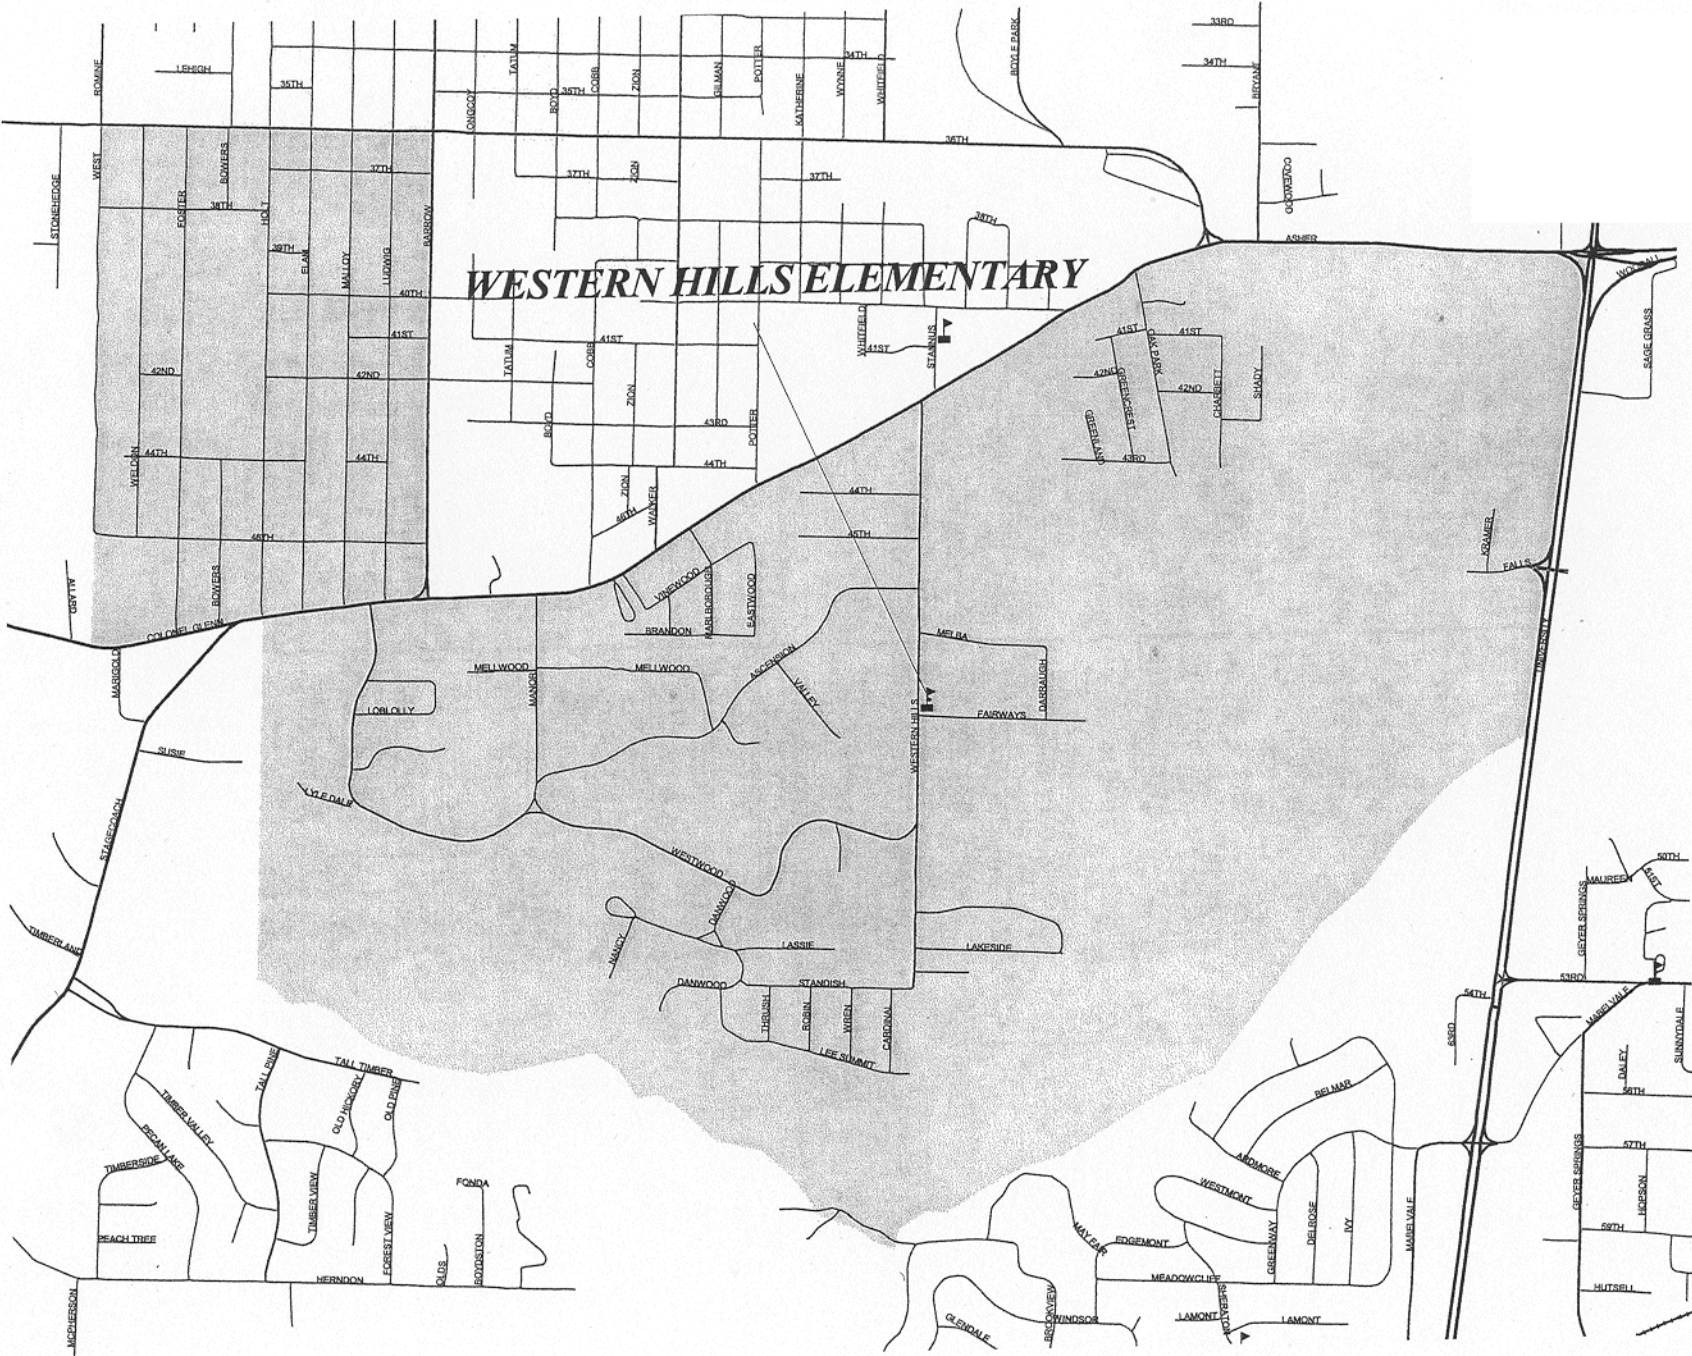 33RD
34TH
BRYANT
BOYLE PARK
ROMINE
LEHIGH
35TH
TATUM
COBB
ZION
BOYD
35TH
GILMAN
POTTER
KATHERINE
34TH
WYNNE
WHITFIELD
LONGCOY
36TH
STONEHEDGE
WEST
BOWERS
FOSTER
38TH
HOLT
37TH
BARROW
37TH
ZION
37TH
COVEWOOD
38TH
ASHER
39TH
ELAM
MALLOY
LUDWIG
40TH
WESTERN HILLS ELEMENTARY
WOODALL
41ST
TATUM
COBB
41ST
WHITFIELD
41ST
STANNUS
41ST
OAK PARK
41ST
SAGE GRASS
42ND
42ND
ZION
42ND
GREENCREST
42ND
CHARBETT
SHADY
BOYD
43RD
POTTER
GREENLAND
43RD
WELDON
44TH
44TH
44TH
ZION
WALKER
46TH
44TH
45TH
46TH
KRAMER
FALLS
ALLARD
BOWERS
COLONEL GLENN
VINEWOOD
MARLBOROUGH
EASTWOOD
BRANDON
MELBA
UNIVERSITY
MARIGOLD
MELLWOOD
MANOR
MELLWOOD
ASCENSION
VALLEY
DARRAUGH
LOBLOLLY
WESTERN HILLS
FAIRWAYS
SUSIE
LYLE DALE
STAGECOACH
WESTWOOD
DANWOOD
50TH
MAUREEN
51ST
GEYER SPRINGS
TIMBERLAND
NANCY
LASSIE
LAKESIDE
DANWOOD
STANDISH
53RD
54TH
MABELVALE
THRUSH
ROBIN
WREN
CARDINAL
LEE SUMMIT
63RD
DALEY
SUNNYDALE
TALL PINE
TALL TIMBER
OLD HICKORY
OLD PINE
BELMAR
56TH
TIMBER VALLEY
PECAN LAKE
TIMBERSIDE
ARDMORE
57TH
GEYER SPRINGS
TIMBER VIEW
FONDA
WESTMONT
HOPSON
PEACH TREE
FOREST VIEW
OLDS
BOYDSTON
MAY FAIR
EDGEMONT
GREENWAY
DELROSE
IVY
MABELVALE
59TH
HERNDON
MEADOWCLIFF
HUTSELL
MCPHERSON
GLENDALE
BROOKVIEW
WINDSOR
LAMONT
SHERATON
LAMONT